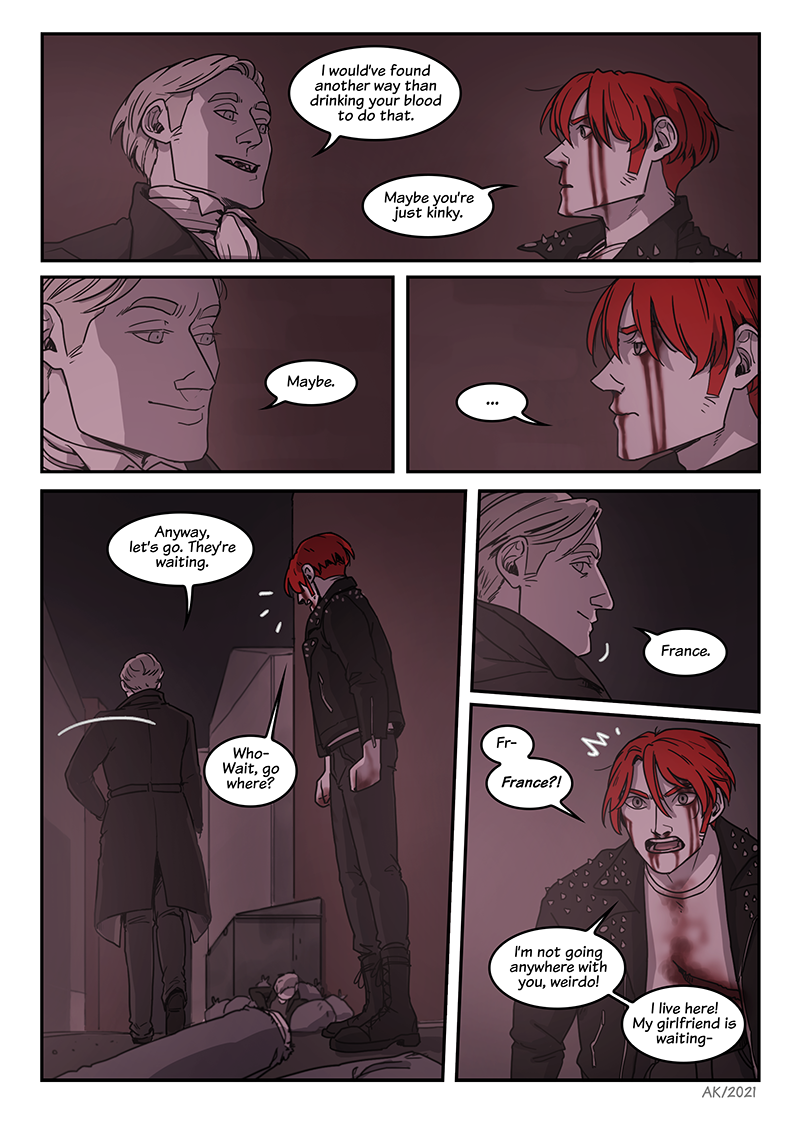 I would've found
another way than
drinking your blood
to do that.
Maybe you're
just kinky.
Maybe.
...
Anyway,
let's go. They're
waiting.
Who-
Wait, go
where?
France.
Fr-
France?!
I'm not going
anywhere with
you, weirdo!
I live here!
My girlfriend is
waiting-
AK/2021